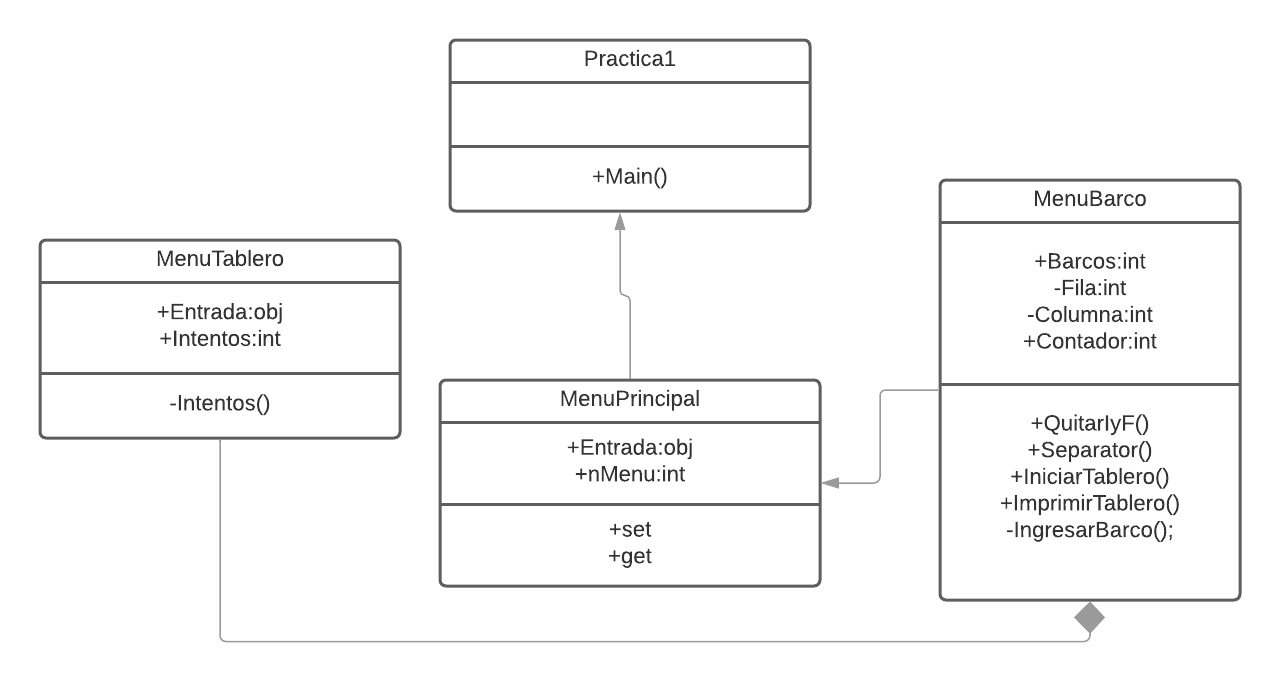 Practica1
+Main()
MenuTablero
+Entrada:obj
+Intentos:int
-Intentos()
MenuPrincipal
+Entrada:obj
+nMenu:int
+set
+get
MenuBarco
+Barcos:int
-Fila:int
-Columna:int
+Contador:int
+QuitarIyF()
+Separator()
+IniciarTablero()
+ImprimirTablero()
-IngresarBarco();